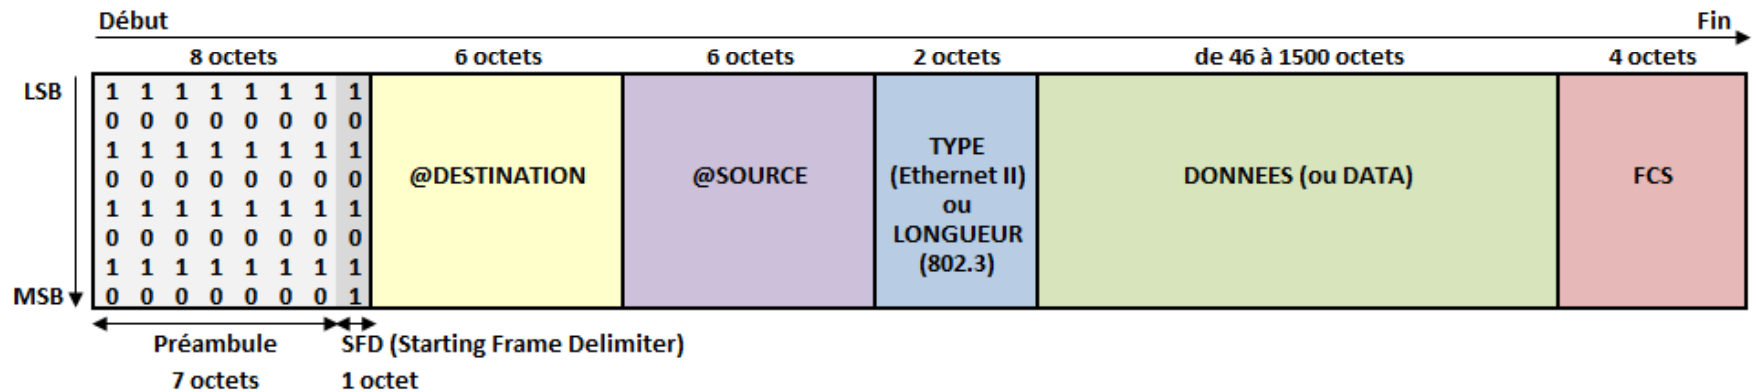 Début Fin
8 octets 6 octets 6 octets 2 octets de 46 à 1500 octets 4 octets
LSB 1 1 1 1 1 1 1 1
0 0 0 0 0 0 0 0
1 1 1 1 1 1 1 1
0 0 0 0 0 0 0 0
1 1 1 1 1 1 1 1
0 0 0 0 0 0 0 0
1 1 1 1 1 1 1 1
MSB 0 0 0 0 0 0 0 1
@DESTINATION
@SOURCE
TYPE
(Ethernet II)
ou
LONGUEUR
(802.3)
DONNEES (ou DATA)
FCS
Préambule SFD (Starting Frame Delimiter)
7 octets 1 octet